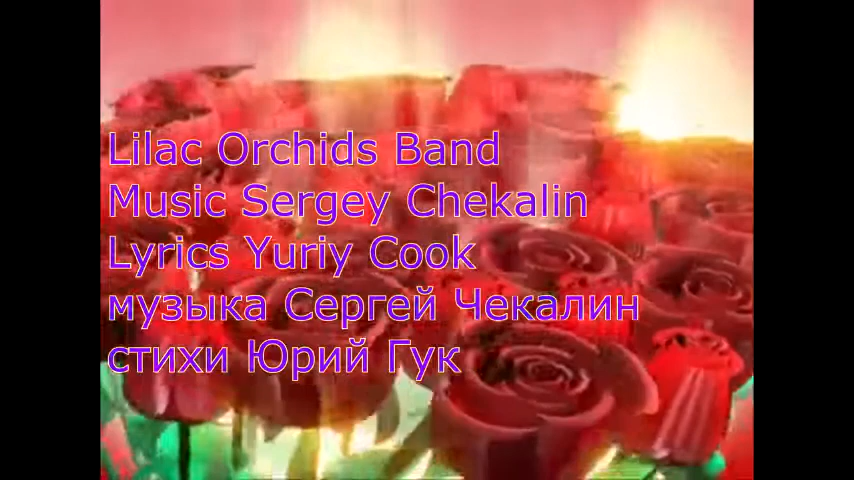 Lilac Orchids Band
Music Sergey Chekalin
Lyrics Yuriy Cook
музыка Сергей Чекалин
стихи Юрий Гук